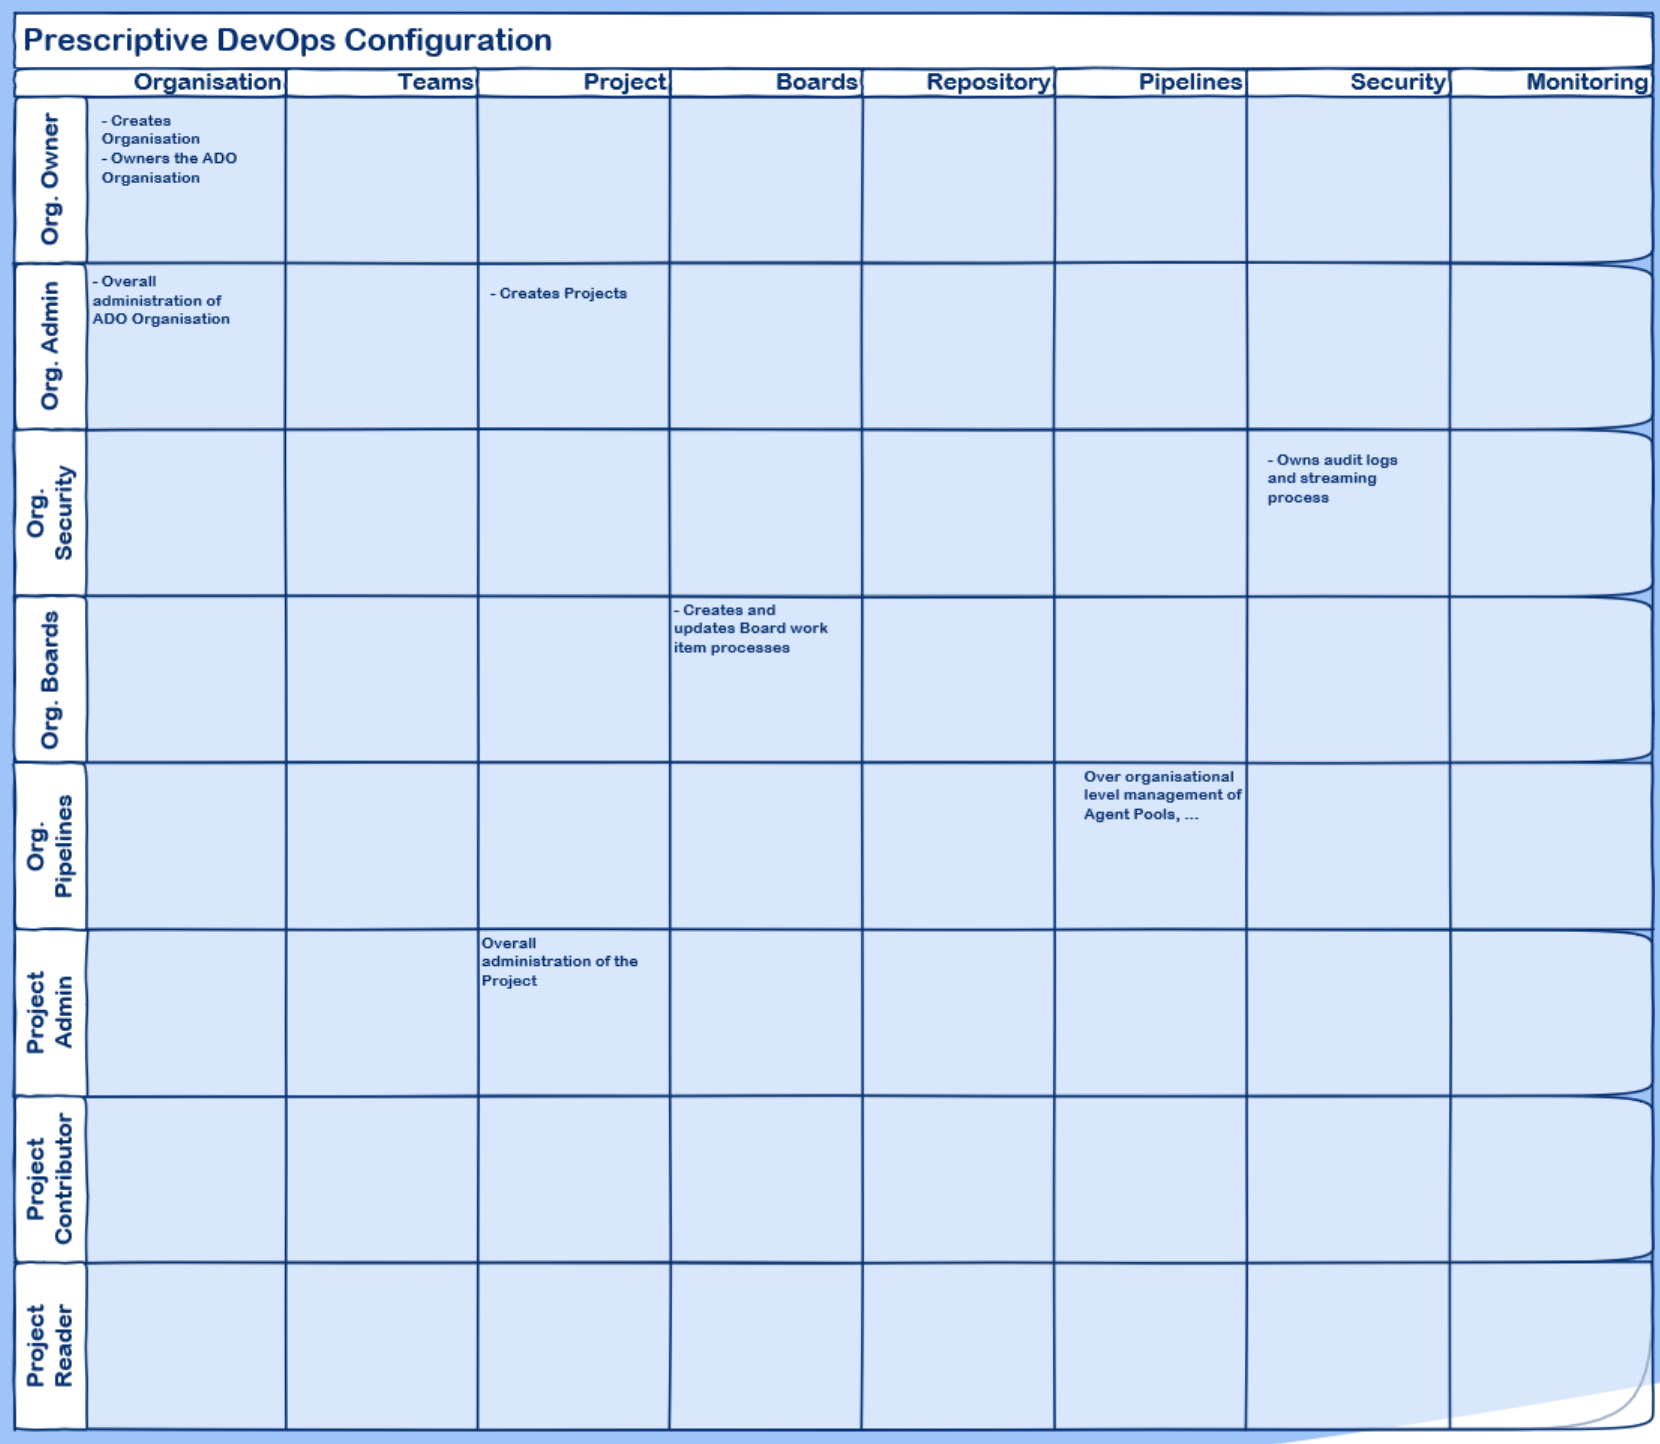 Prescriptive DevOps Configuration
Organisation Teams Project Boards Repository Pipelines Security Monitoring
Org. Owner
- Creates
Organisation
- Owners the ADO
Organisation
Org. Admin
- Overall
administration of
ADO Organisation
- Creates Projects
Org.
Security
- Owns audit logs
and streaming
process
Org. Boards
- Creates and
updates Board work
item processes
Org.
Pipelines
Over organisational
level management of
Agent Pools, ...
Project
Admin
Overall
administration of the
Project
Project
Contributor
Project
Reader